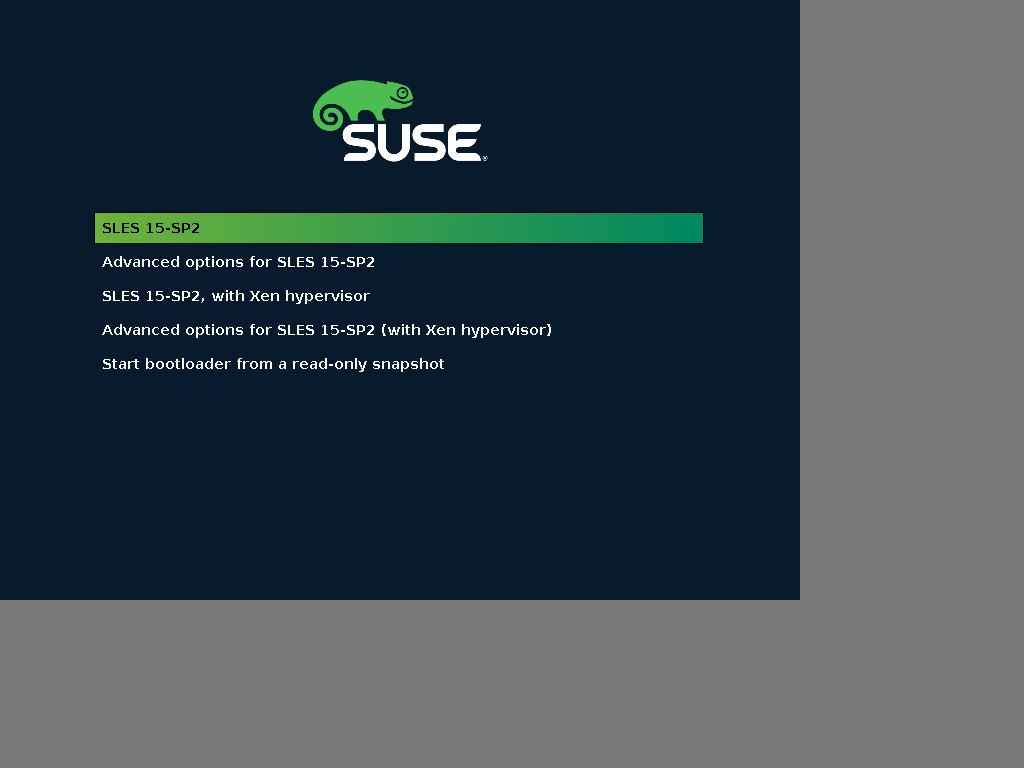 SUSE®
SLES 15-SP2
Advanced options for SLES 15-SP2
SLES 15-SP2, with Xen hypervisor
Advanced options for SLES 15-SP2 (with Xen hypervisor)
Start bootloader from a read-only snapshot